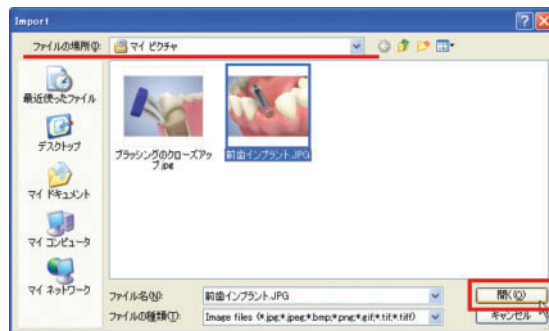 Import
ファイルの場所(I):
マイ ピクチャ
最近使ったファイル
デスクトップ
マイ ドキュメント
マイ コンピュータ
マイ ネットワーク
ブラッシングのクローズアッ
プ.jpg
前歯インプラント.JPG
ファイル名(N):
前歯インプラント.JPG
開く(O)
ファイルの種類(T):
Image files (*.jpg;*.jpeg;*.bmp;*.png;*.gif;*.tif;*.tiff)
キャンセル